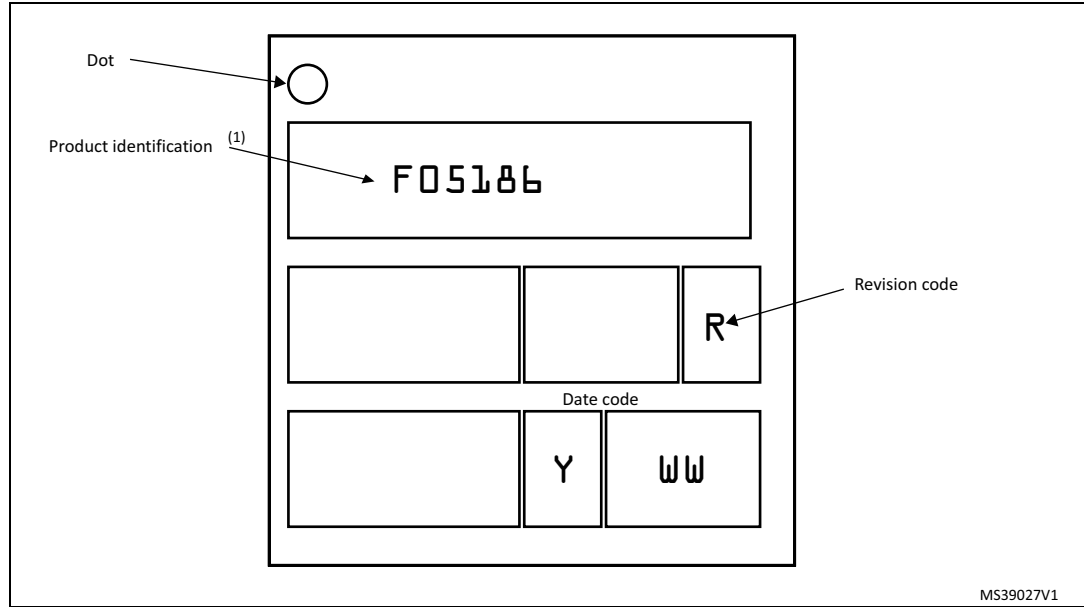 Dot
Product identification (1)
F05186
R
Revision code
Date code
Y WW
MS39027V1